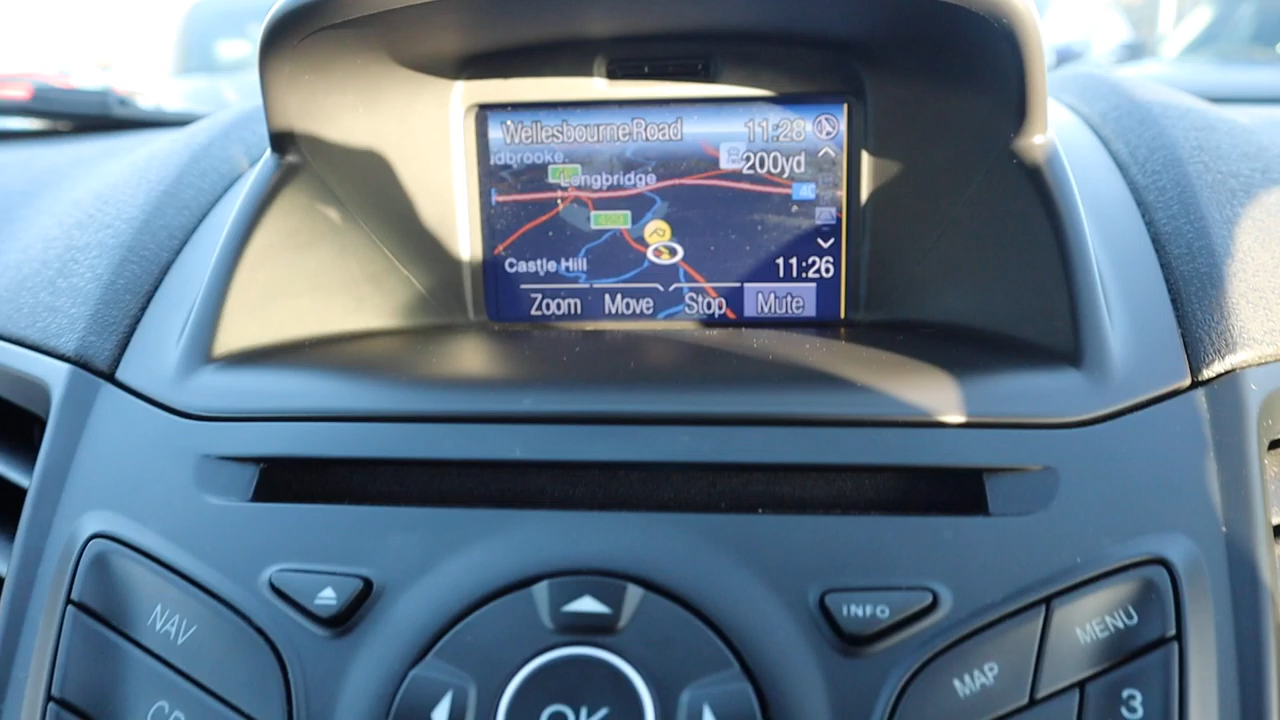 Wellesbourne Road 11:28
dbrooke
200yd
Longbridge
Castle Hill
11:26
Zoom Move Stop Mute
NAV
INFO
MAP
MENU
3
OK